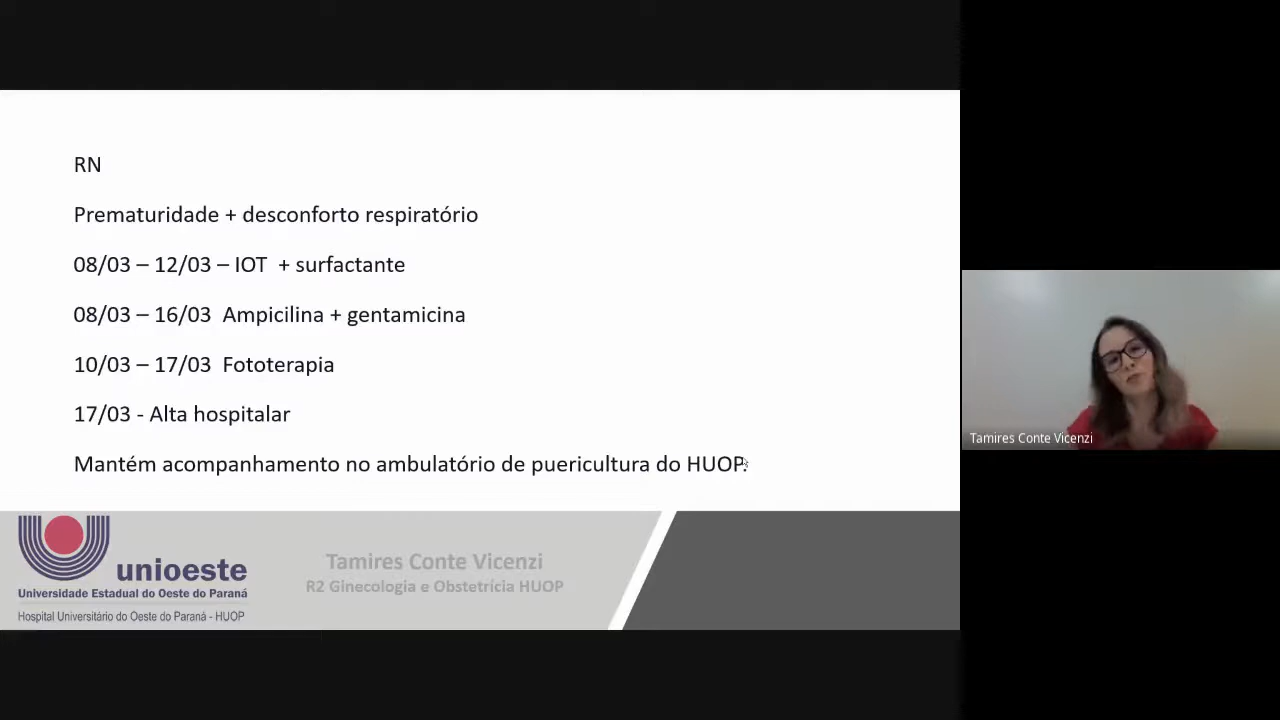 RN
Prematuridade + desconforto respiratório
08/03 – 12/03 – IOT + surfactante
08/03 – 16/03 Ampicilina + gentamicina
10/03 – 17/03 Fototerapia
17/03 - Alta hospitalar
Mantém acompanhamento no ambulatório de puericultura do HUOP.
Tamires Conte Vicenzi
unioeste
Universidade Estadual do Oeste do Paraná
Hospital Universitário do Oeste do Paraná - HUOP
Tamires Conte Vicenzi
R2 Ginecologia e Obstetrícia HUOP